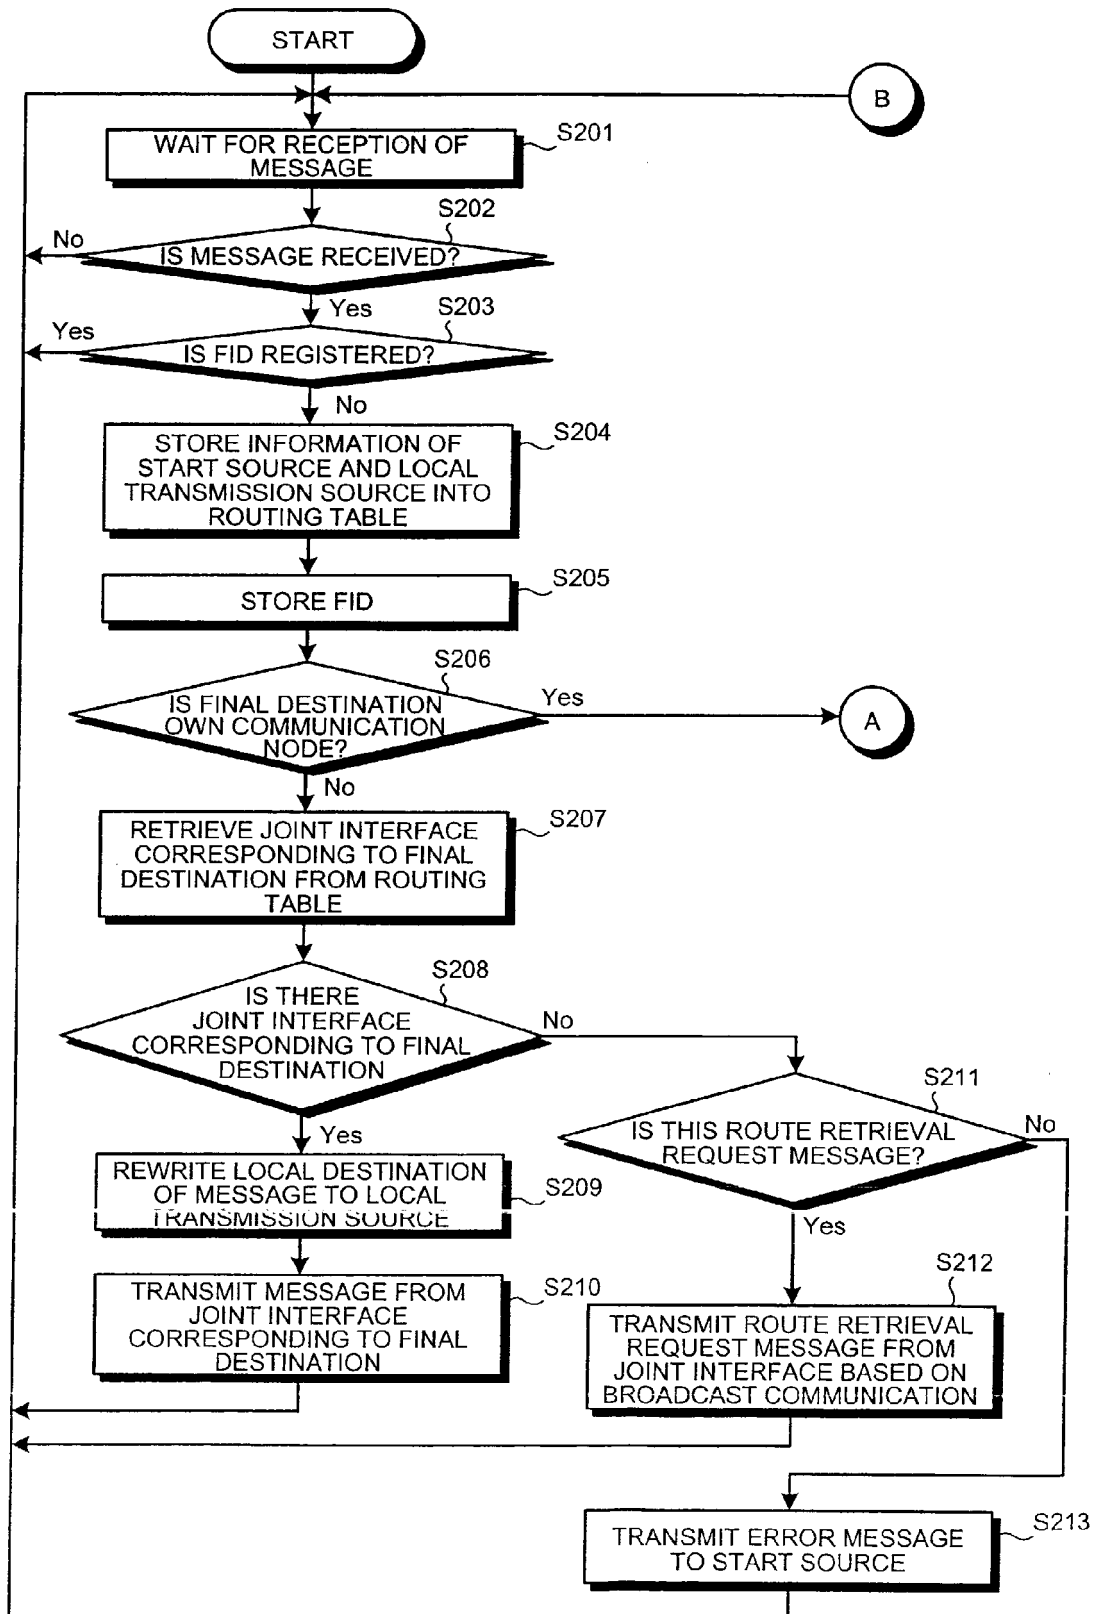 START
B
S201
WAIT FOR RECEPTION OF
MESSAGE
S202
No
IS MESSAGE RECEIVED?
Yes
S203
Yes
IS FID REGISTERED?
No
S204
STORE INFORMATION OF
START SOURCE AND LOCAL
TRANSMISSION SOURCE INTO
ROUTING TABLE
S205
STORE FID
S206
IS FINAL DESTINATION
OWN COMMUNICATION
NODE?
Yes
A
No
S207
RETRIEVE JOINT INTERFACE
CORRESPONDING TO FINAL
DESTINATION FROM ROUTING
TABLE
S208
IS THERE
JOINT INTERFACE
CORRESPONDING TO FINAL
DESTINATION
No
Yes
S211
IS THIS ROUTE RETRIEVAL
REQUEST MESSAGE?
No
Yes
REWRITE LOCAL DESTINATION
OF MESSAGE TO LOCAL
TRANSMISSION SOURCE
S209
TRANSMIT MESSAGE FROM
JOINT INTERFACE
CORRESPONDING TO FINAL
DESTINATION
S210
S212
TRANSMIT ROUTE RETRIEVAL
REQUEST MESSAGE FROM
JOINT INTERFACE BASED ON
BROADCAST COMMUNICATION
S213
TRANSMIT ERROR MESSAGE
TO START SOURCE